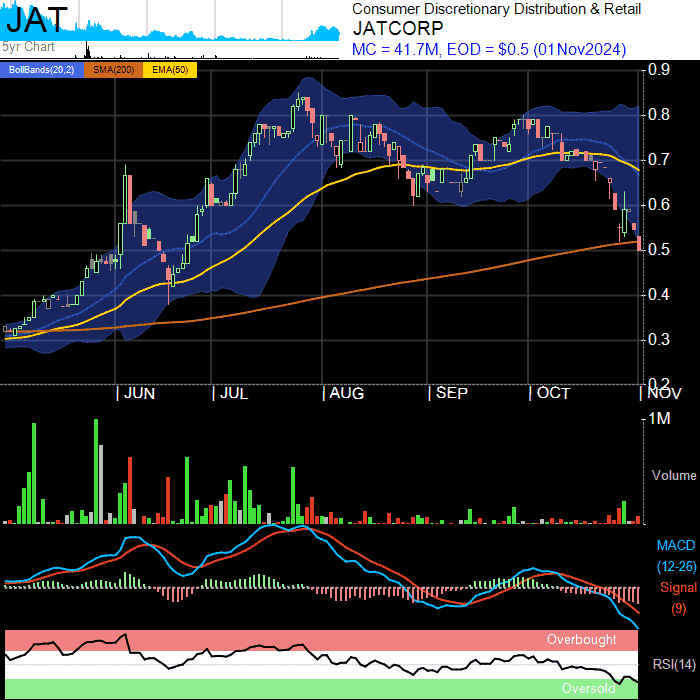 JAT
5yr Chart
Consumer Discretionary Distribution & Retail
JATCORP
MC = 41.7M, EOD = $0.5 (01Nov2024)
BollBands(20,2) SMA(200) EMA(50)
0.9
0.8
0.7
0.6
0.5
0.4
0.3
0.2
JUN JUL AUG SEP OCT NOV
1M
Volume
MACD
(12-26)
Signal
(9)
Overbought
RSI(14)
Oversold